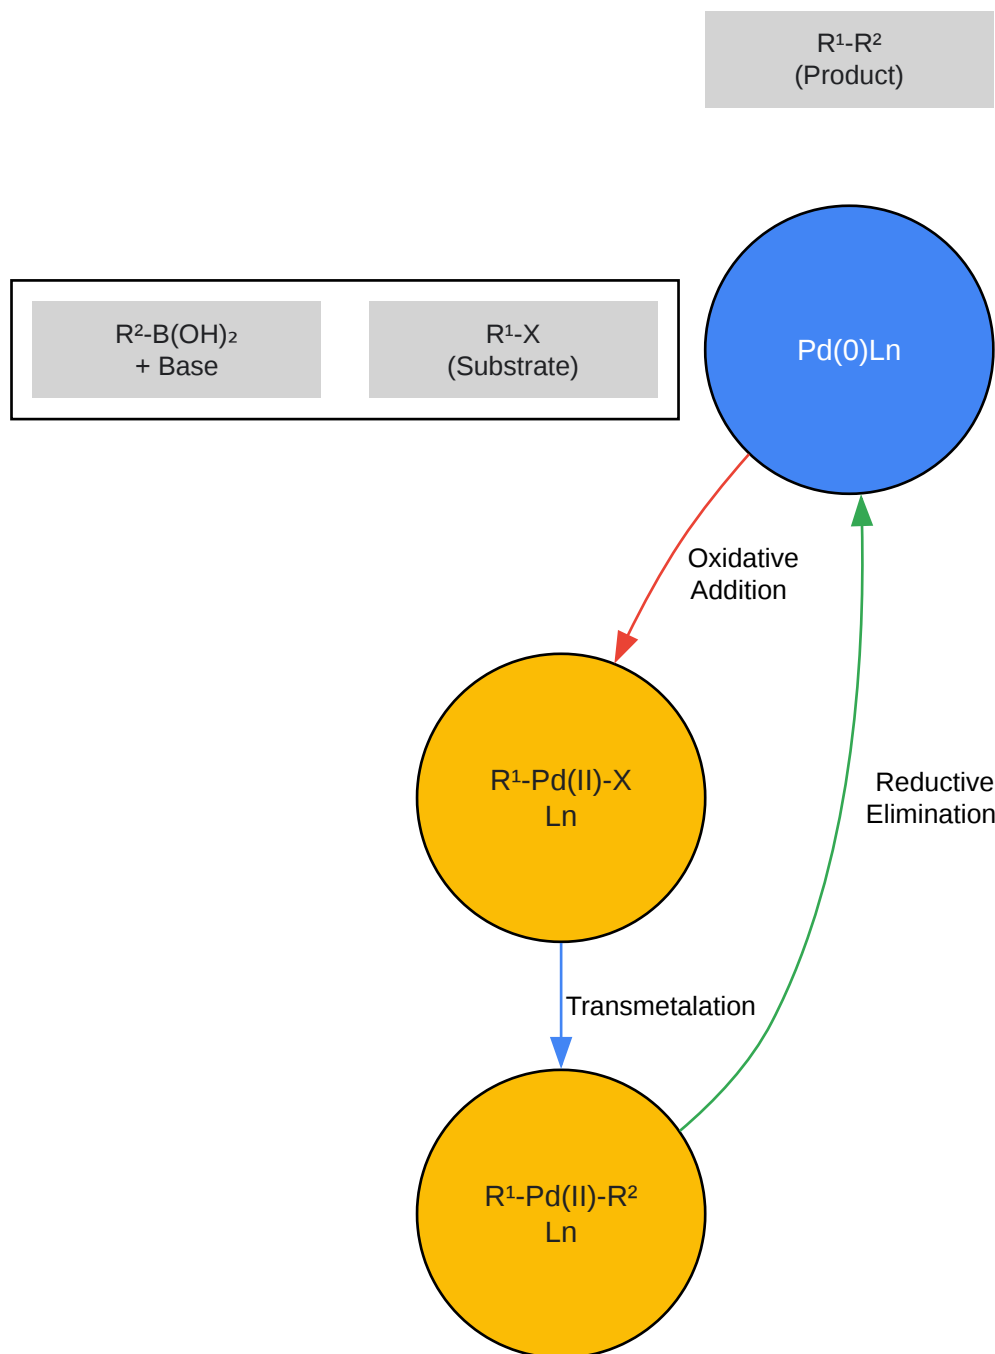 R¹-R²
(Product)
R²-B(OH)₂
+ Base
R¹-X
(Substrate)
Pd(0)Ln
Oxidative
Addition
R¹-Pd(II)-X
Ln
Reductive
Elimination
Transmetalation
R¹-Pd(II)-R²
Ln